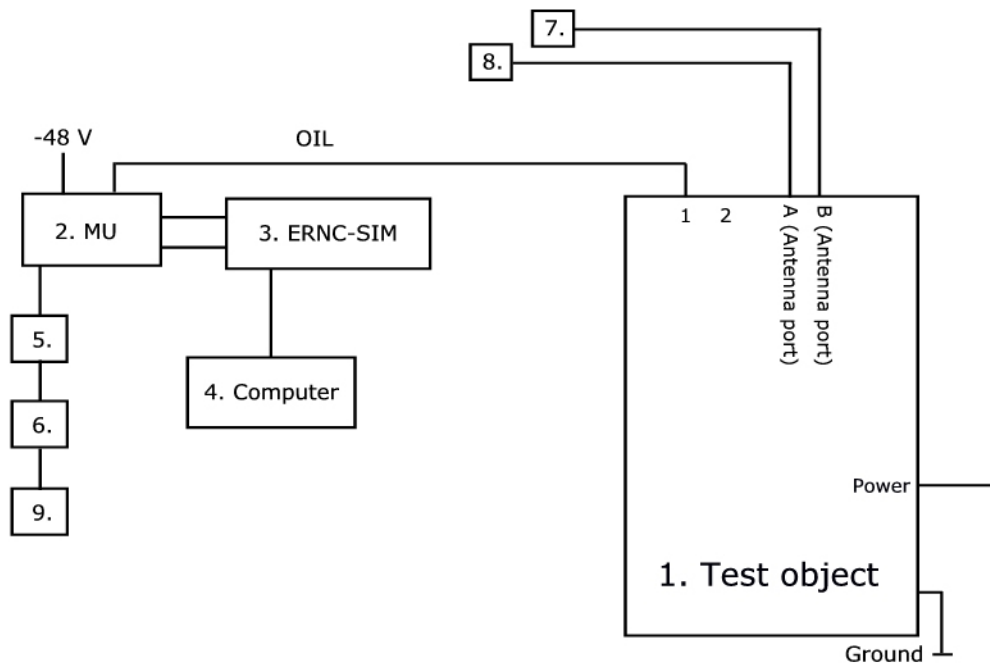 7.
8.
-48 V
OIL
2. MU
3. ERNC-SIM
1
2
A (Antenna port)
B (Antenna port)
5.
4. Computer
6.
9.
Power
1. Test object
Ground